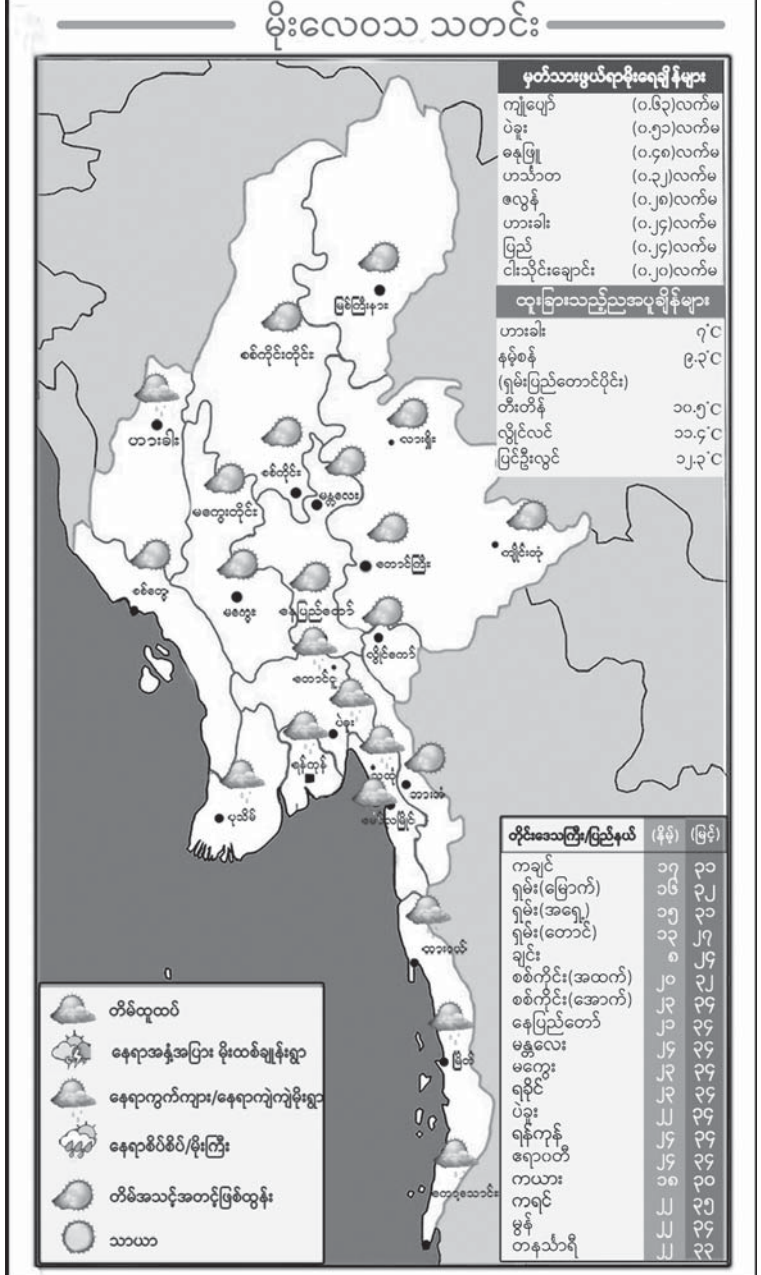 မိုးလေဝသ သတင်း
မှတ်သားဖွယ်ရာမိုးရေချိန်များ
ကျုံပျော် (၀.၆၃)လက်မ
ပဲခူး (၀.၅၁)လက်မ
ဓနုဖြူ (၀.၄၈)လက်မ
ဟင်္သာတ (၀.၃၂)လက်မ
ဇလွန် (၀.၂၈)လက်မ
ဟားခါး (၀.၂၄)လက်မ
ပြည် (၀.၂၄)လက်မ
ငါးသိုင်းချောင်း (၀.၂၀)လက်မ
ထူးခြားသည့်ညအပူချိန်များ
ဟားခါး ၇°C
နမ့်စန် ၉.၃°C
(ရှမ်းပြည်တောင်ပိုင်း)
တီးတိန် ၁၀.၅°C
လွိုင်လင် ၁၁.၄°C
ပြင်ဦးလွင် ၁၂.၃°C
မြစ်ကြီးနား
စစ်ကိုင်းတိုင်း
ဟားခါး
လားရှိုး
စစ်ကိုင်း
မန္တလေး
မကွေးတိုင်း
ကျိုင်းတုံ
တောင်ကြီး
စစ်တွေ
မကွေး
နေပြည်တော်
လွိုင်ကော်
တောင်ငူ
ပဲခူး
ရန်ကုန်
သထုံ
ဘားအံ
မော်လမြိုင်
ပုသိမ်
ထားဝယ်
မြိတ်
ကော့သောင်း
တိမ်ထူထပ်
နေရာအနှံ့အပြား မိုးထစ်ချုန်းရွာ
နေရာကွက်ကျား/နေရာကျဲကျဲမိုးရွာ
နေရာစိပ်စိပ်/မိုးကြီး
တိမ်အသင့်အတင့်ဖြစ်ထွန်း
သာယာ
တိုင်းဒေသကြီး/ပြည်နယ် (နိမ့်) (မြင့်)
ကချင် ၁၇ ၃၁
ရှမ်း(မြောက်) ၁၆ ၃၂
ရှမ်း(အရှေ့) ၁၅ ၃၁
ရှမ်း(တောင်) ၁၃ ၂၇
ချင်း ၈ ၂၄
စစ်ကိုင်း(အထက်) ၂၀ ၃၂
စစ်ကိုင်း(အောက်) ၂၃ ၃၄
နေပြည်တော် ၂၁ ၃၄
မန္တလေး ၂၄ ၃၄
မကွေး ၂၃ ၃၄
ရခိုင် ၂၃ ၃၄
ပဲခူး ၂၂ ၃၄
ရန်ကုန် ၂၄ ၃၄
ဧရာဝတီ ၂၄ ၃၄
ကယား ၁၈ ၃၀
ကရင် ၂၂ ၃၅
မွန် ၂၂ ၃၄
တနင်္သာရီ ၂၂ ၃၃